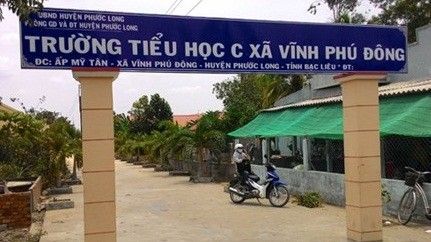 UBND HUYỆN PHƯỚC LONG
PHÒNG GD VÀ ĐT HUYỆN PHƯỚC LONG
TRƯỜNG TIỂU HỌC C XÃ VĨNH PHÚ ĐÔNG
ĐC: ẤP MỸ TÂN - XÃ VĨNH PHÚ ĐÔNG - HUYỆN PHƯỚC LONG - TỈNH BẠC LIÊU * ĐT: